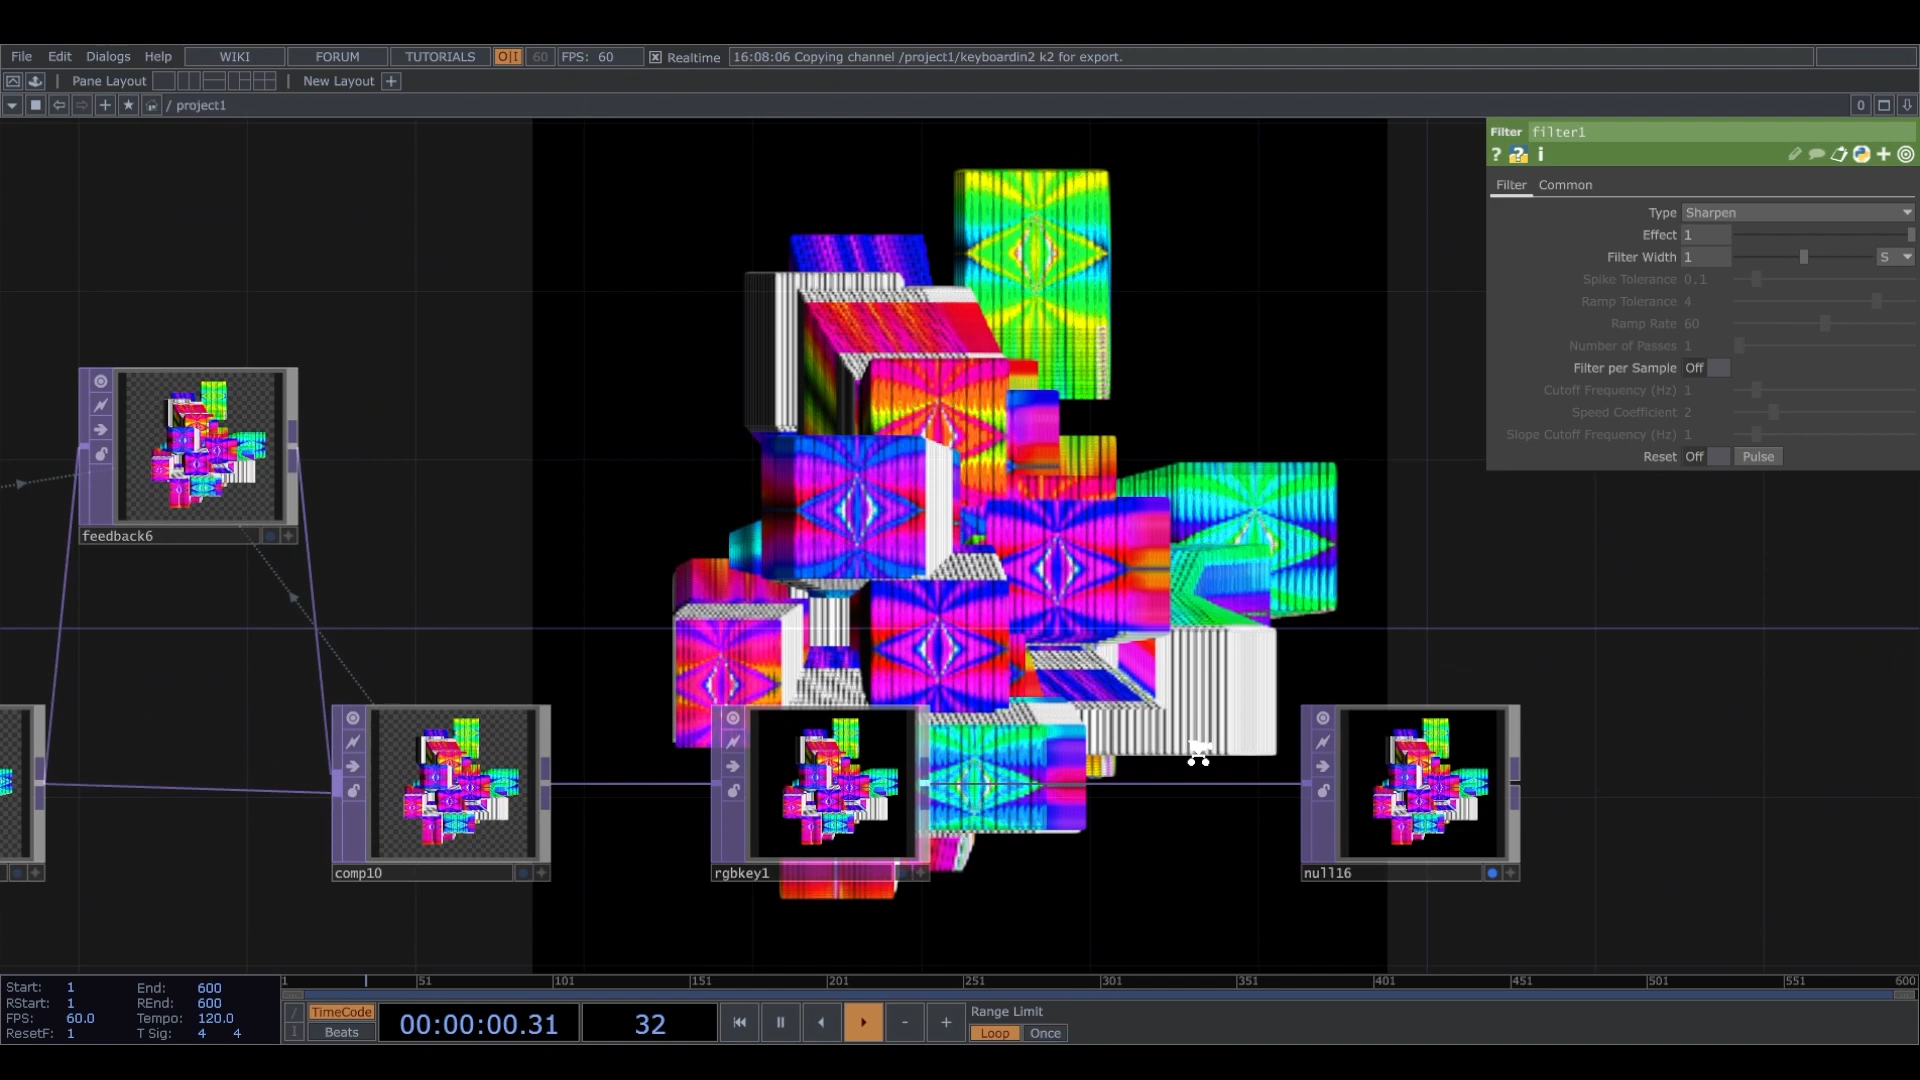 File Edit Dialogs Help WIKI FORUM TUTORIALS O|I 60 FPS: 60 Realtime 16:08:06 Copying channel /project1/keyboardin2 k2 for export.
Pane Layout New Layout
/ project1 0
Filter filter1
? ? i
Filter Common
Type Sharpen
Effect 1
Filter Width 1 S
Spike Tolerance 0.1
Ramp Tolerance 4
Ramp Rate 60
Number of Passes 1
Filter per Sample Off
Cutoff Frequency (Hz) 1
Speed Coefficient 2
Slope Cutoff Frequency (Hz) 1
Reset Off Pulse
feedback6
comp10
rgbkey1
null16
1 51 101 151 201 251 301 351 401 451 501 551 600
Start: 1 End: 600
RStart: 1 REnd: 600
FPS: 60.0 Tempo: 120.0
ResetF: 1 T Sig: 4 4
TimeCode
Beats
00:00:00.31
32
Range Limit
Loop Once